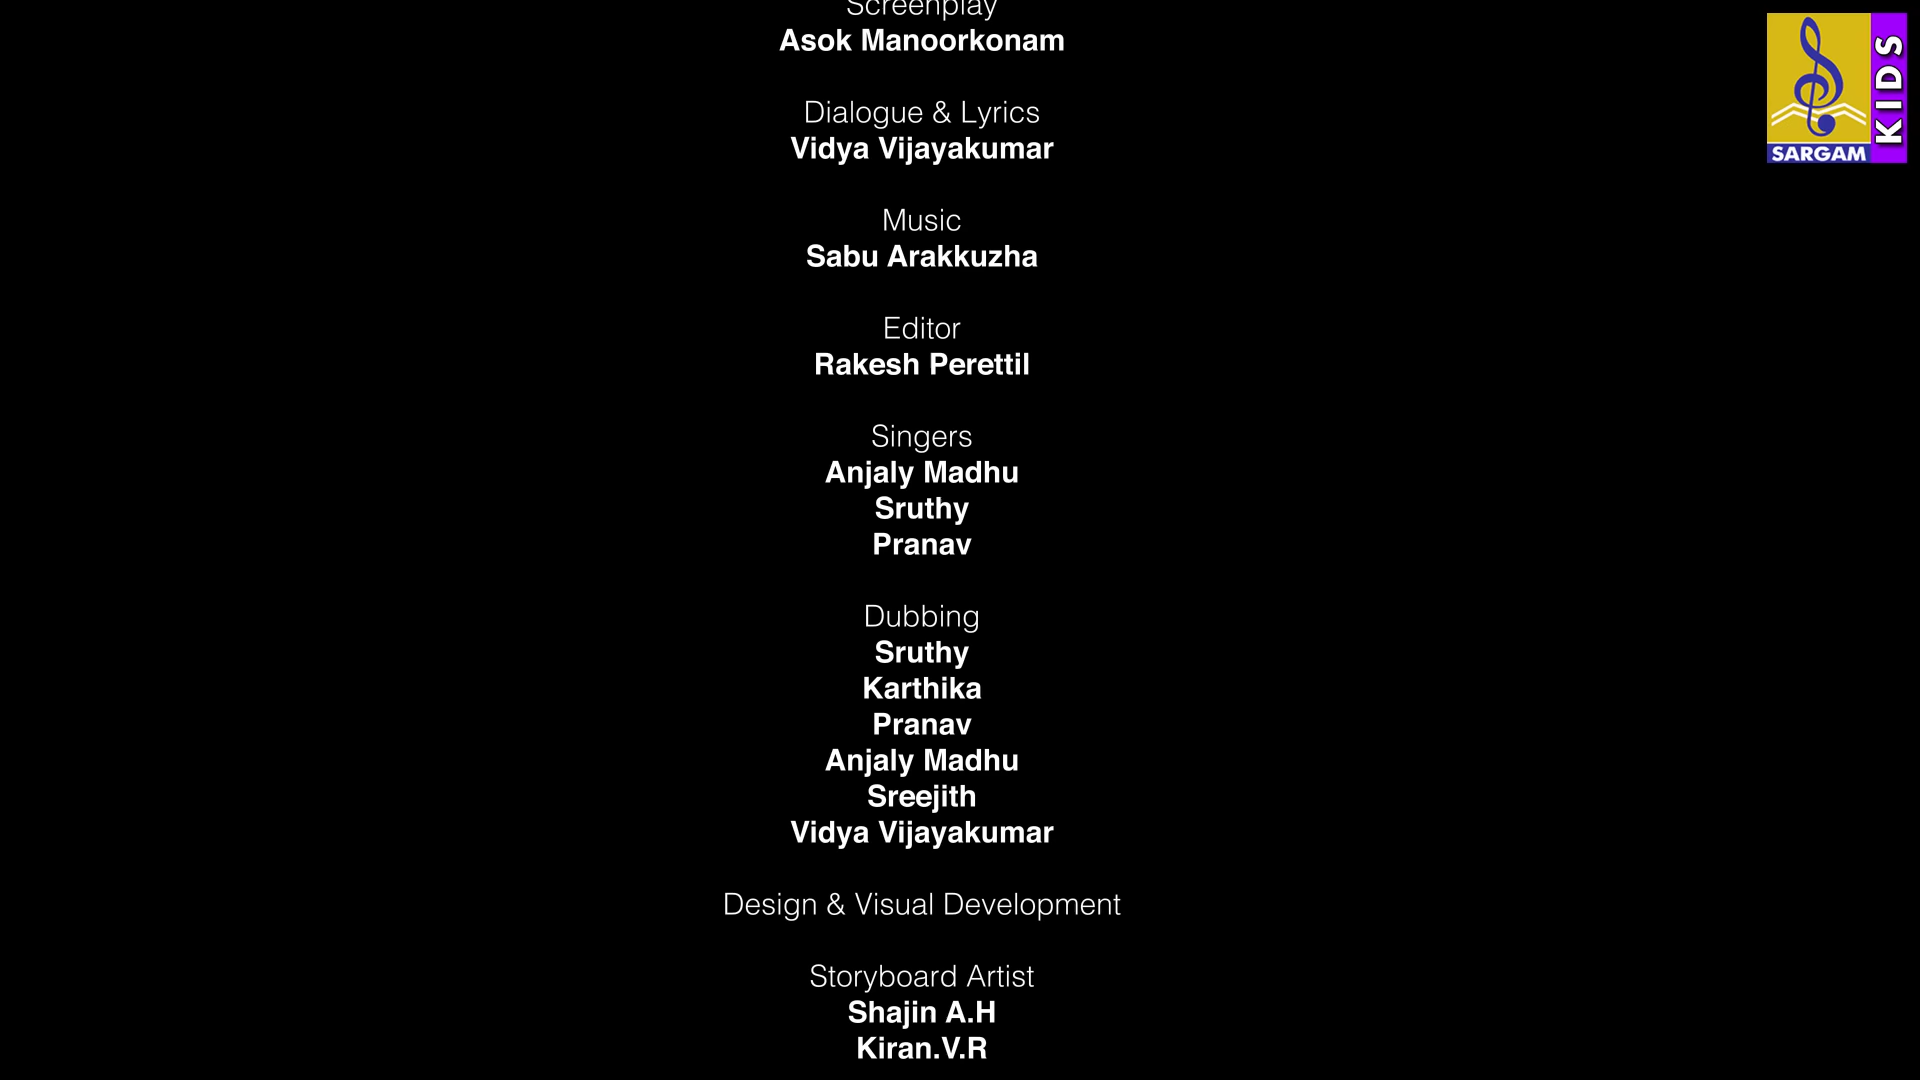 Screenplay
Asok Manoorkonam
Dialogue & Lyrics
Vidya Vijayakumar
Music
Sabu Arakkuzha
Editor
Rakesh Perettil
Singers
Anjaly Madhu
Sruthy
Pranav
Dubbing
Sruthy
Karthika
Pranav
Anjaly Madhu
Sreejith
Vidya Vijayakumar
Design & Visual Development
Storyboard Artist
Shajin A.H
Kiran.V.R
SARGAM
KIDS